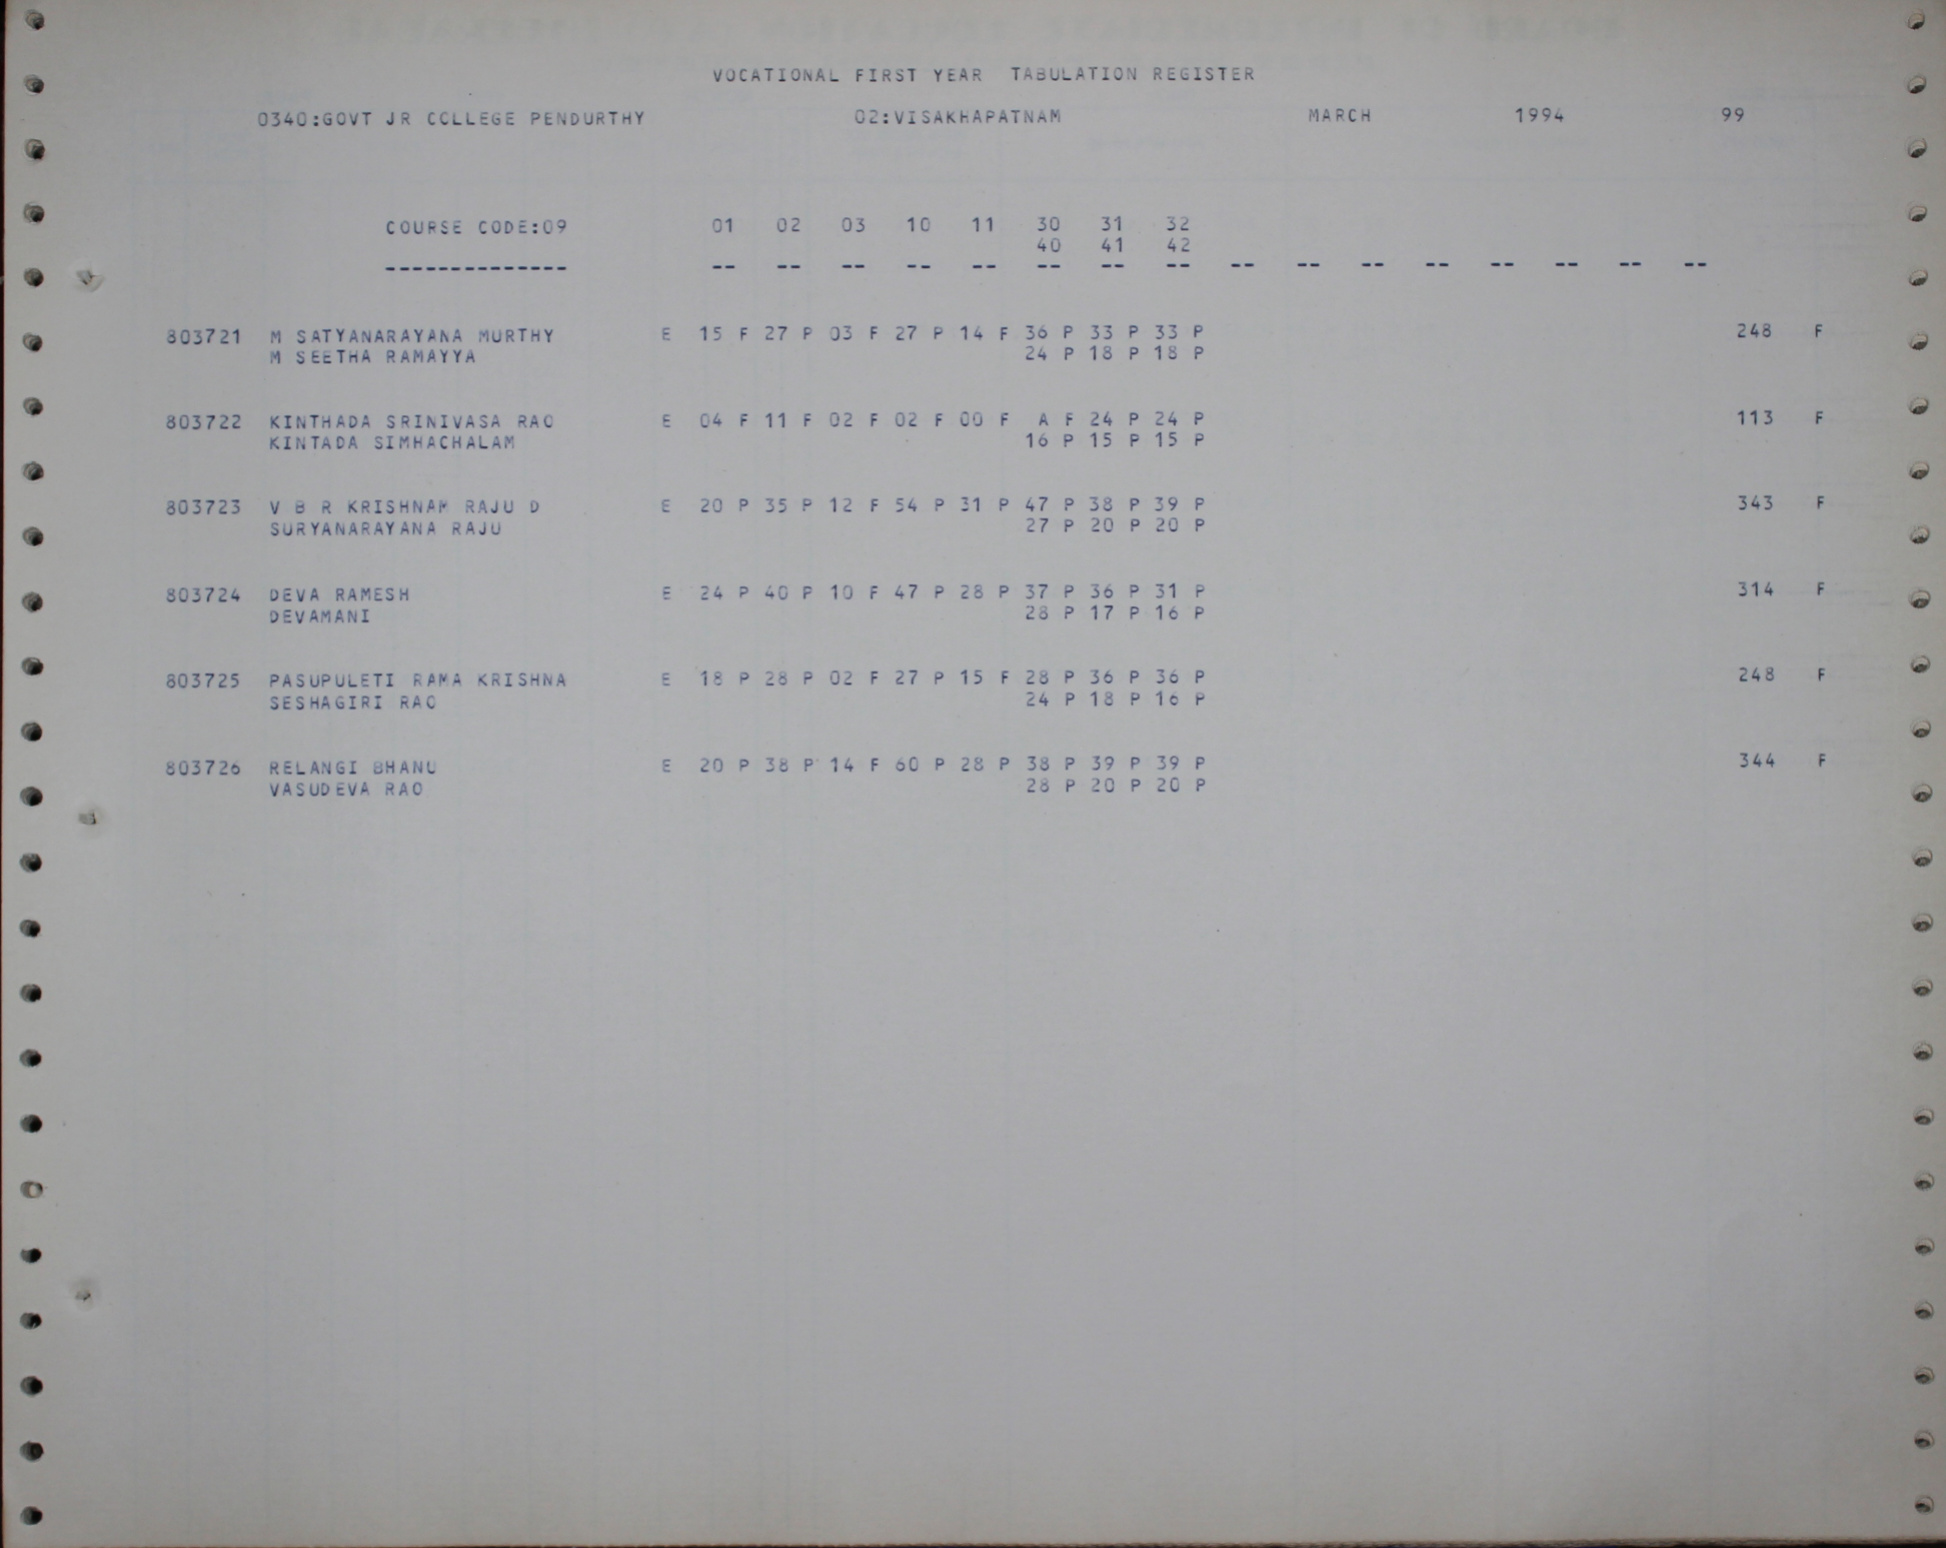 VOCATIONAL FIRST YEAR TABULATION REGISTER
0340:GOVT JR COLLEGE PENDURTHY 02:VISAKHAPATNAM MARCH 1994 99
COURSE CODE:09 01 02 03 10 11 30 31 32
40 41 42
-------------- -- -- -- -- -- -- -- -- -- -- -- -- -- -- -- --
803721 M SATYANARAYANA MURTHY E 15 F 27 P 03 F 27 P 14 F 36 P 33 P 33 P 248 F
M SEETHA RAMAYYA 24 P 18 P 18 P
803722 KINTHADA SRINIVASA RAO E 04 F 11 F 02 F 02 F 00 F A F 24 P 24 P 113 F
KINTADA SIMHACHALAM 16 P 15 P 15 P
803723 V B R KRISHNAM RAJU D E 20 P 35 P 12 F 54 P 31 P 47 P 38 P 39 P 343 F
SURYANARAYANA RAJU 27 P 20 P 20 P
803724 DEVA RAMESH E 24 P 40 P 10 F 47 P 28 P 37 P 36 P 31 P 314 F
DEVAMANI 28 P 17 P 16 P
803725 PASUPULETI RAMA KRISHNA E 18 P 28 P 02 F 27 P 15 F 28 P 36 P 36 P 248 F
SESHAGIRI RAO 24 P 18 P 16 P
803726 RELANGI BHANU E 20 P 38 P 14 F 60 P 28 P 38 P 39 P 39 P 344 F
VASUDEVA RAO 28 P 20 P 20 P